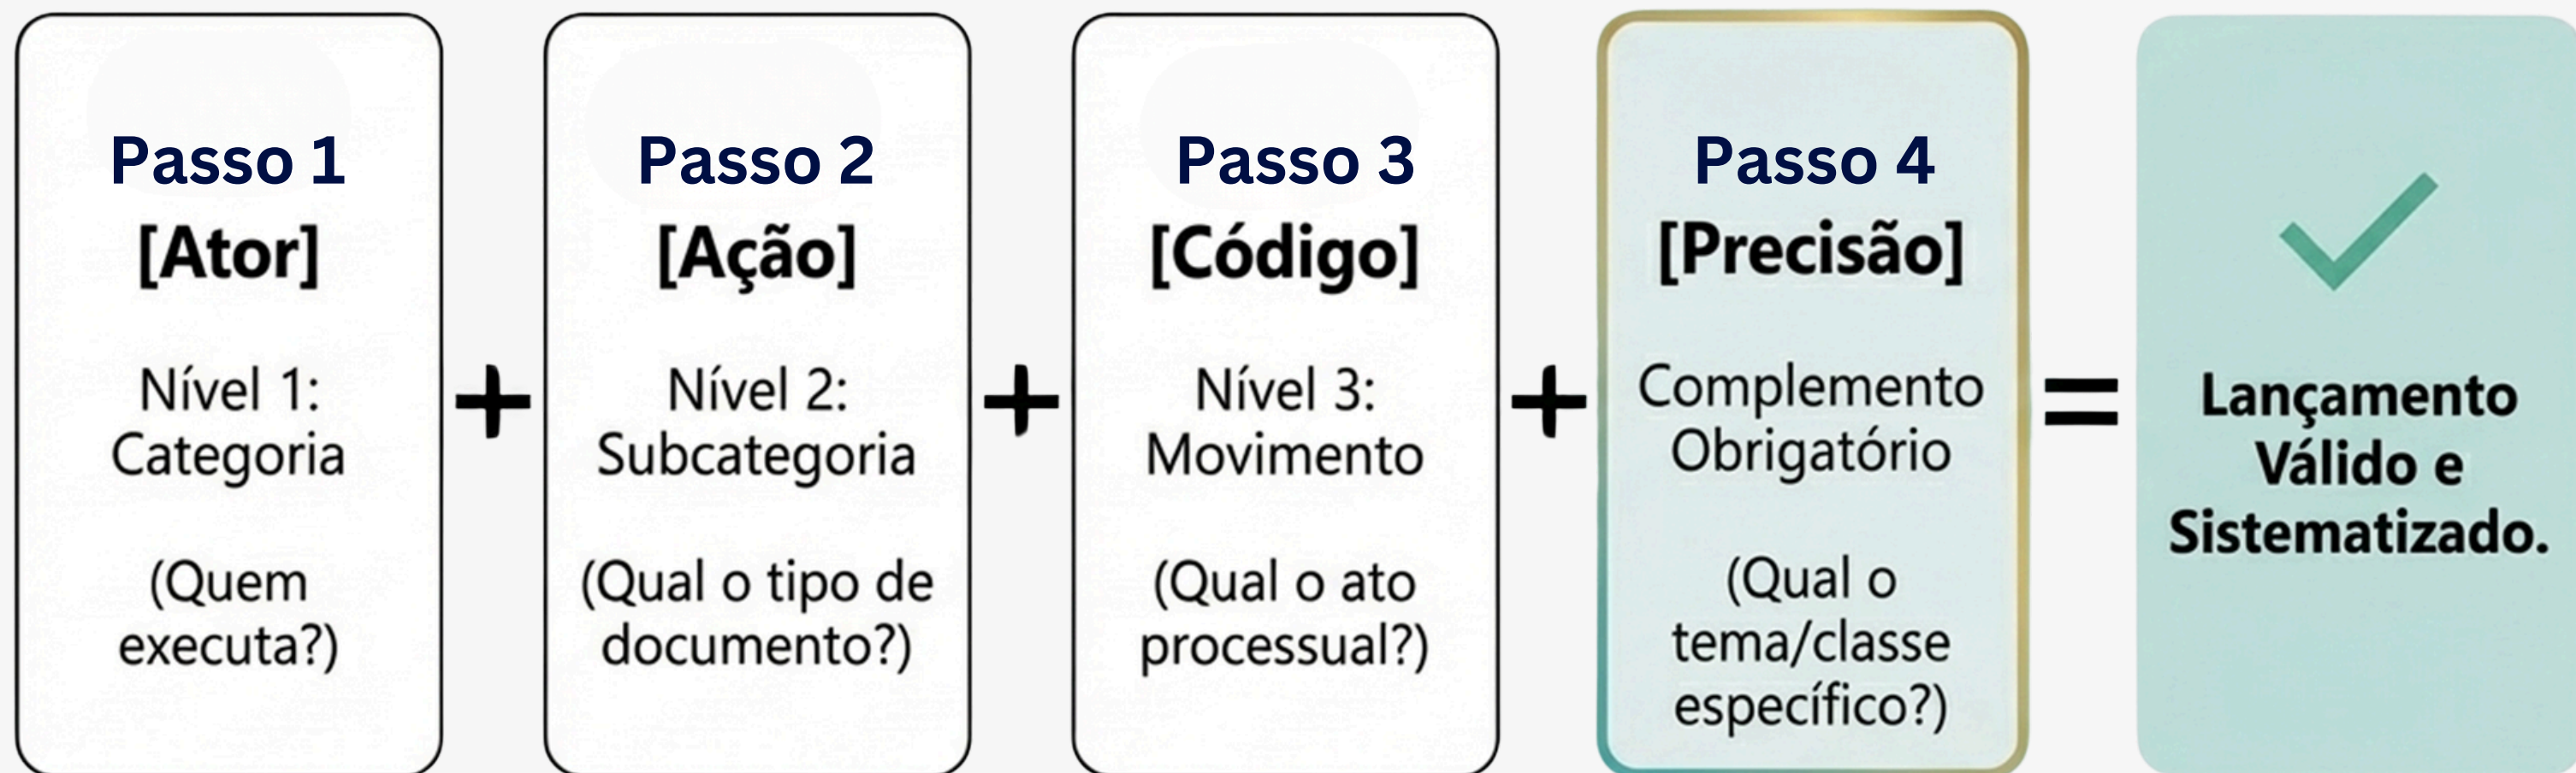 Passo 1
[Ator]
Nível 1:
Categoria
(Quem
executa?)
+
Passo 2
[Ação]
Nível 2:
Subcategoria
(Qual o tipo de
documento?)
+
Passo 3
[Código]
Nível 3:
Movimento
(Qual o ato
processual?)
+
Passo 4
[Precisão]
Complemento
Obrigatório
(Qual o
tema/classe
específico?)
=
Lançamento
Válido e
Sistematizado.